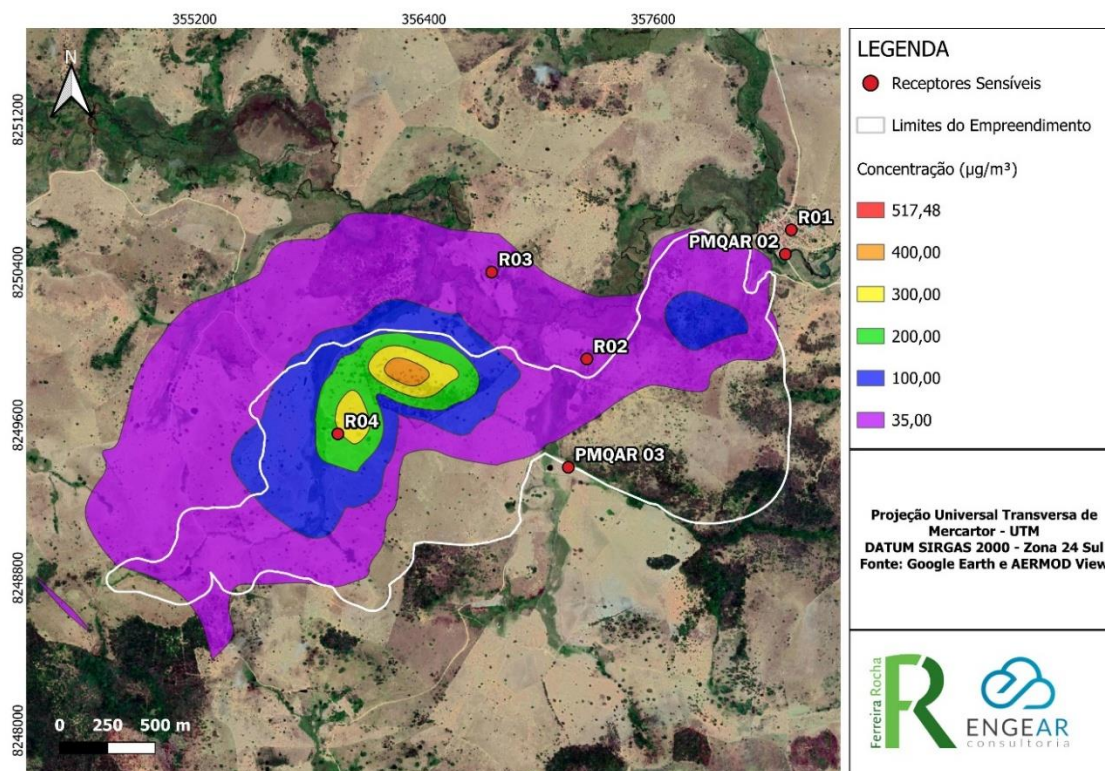 355200
356400
357600
8251200
8250400
8249600
8248800
8248000
N
R01
PMQAR 02
R03
R02
R04
PMQAR 03
0 250 500 m
LEGENDA
Receptores Sensíveis
Limites do Empreendimento
Concentração (µg/m³)
517,48
400,00
300,00
200,00
100,00
35,00
Projeção Universal Transversa de
Mercartor - UTM
DATUM SIRGAS 2000 - Zona 24 Sul
Fonte: Google Earth e AERMOD View
Ferreira Rocha
FR
ENGEAR
consultoria